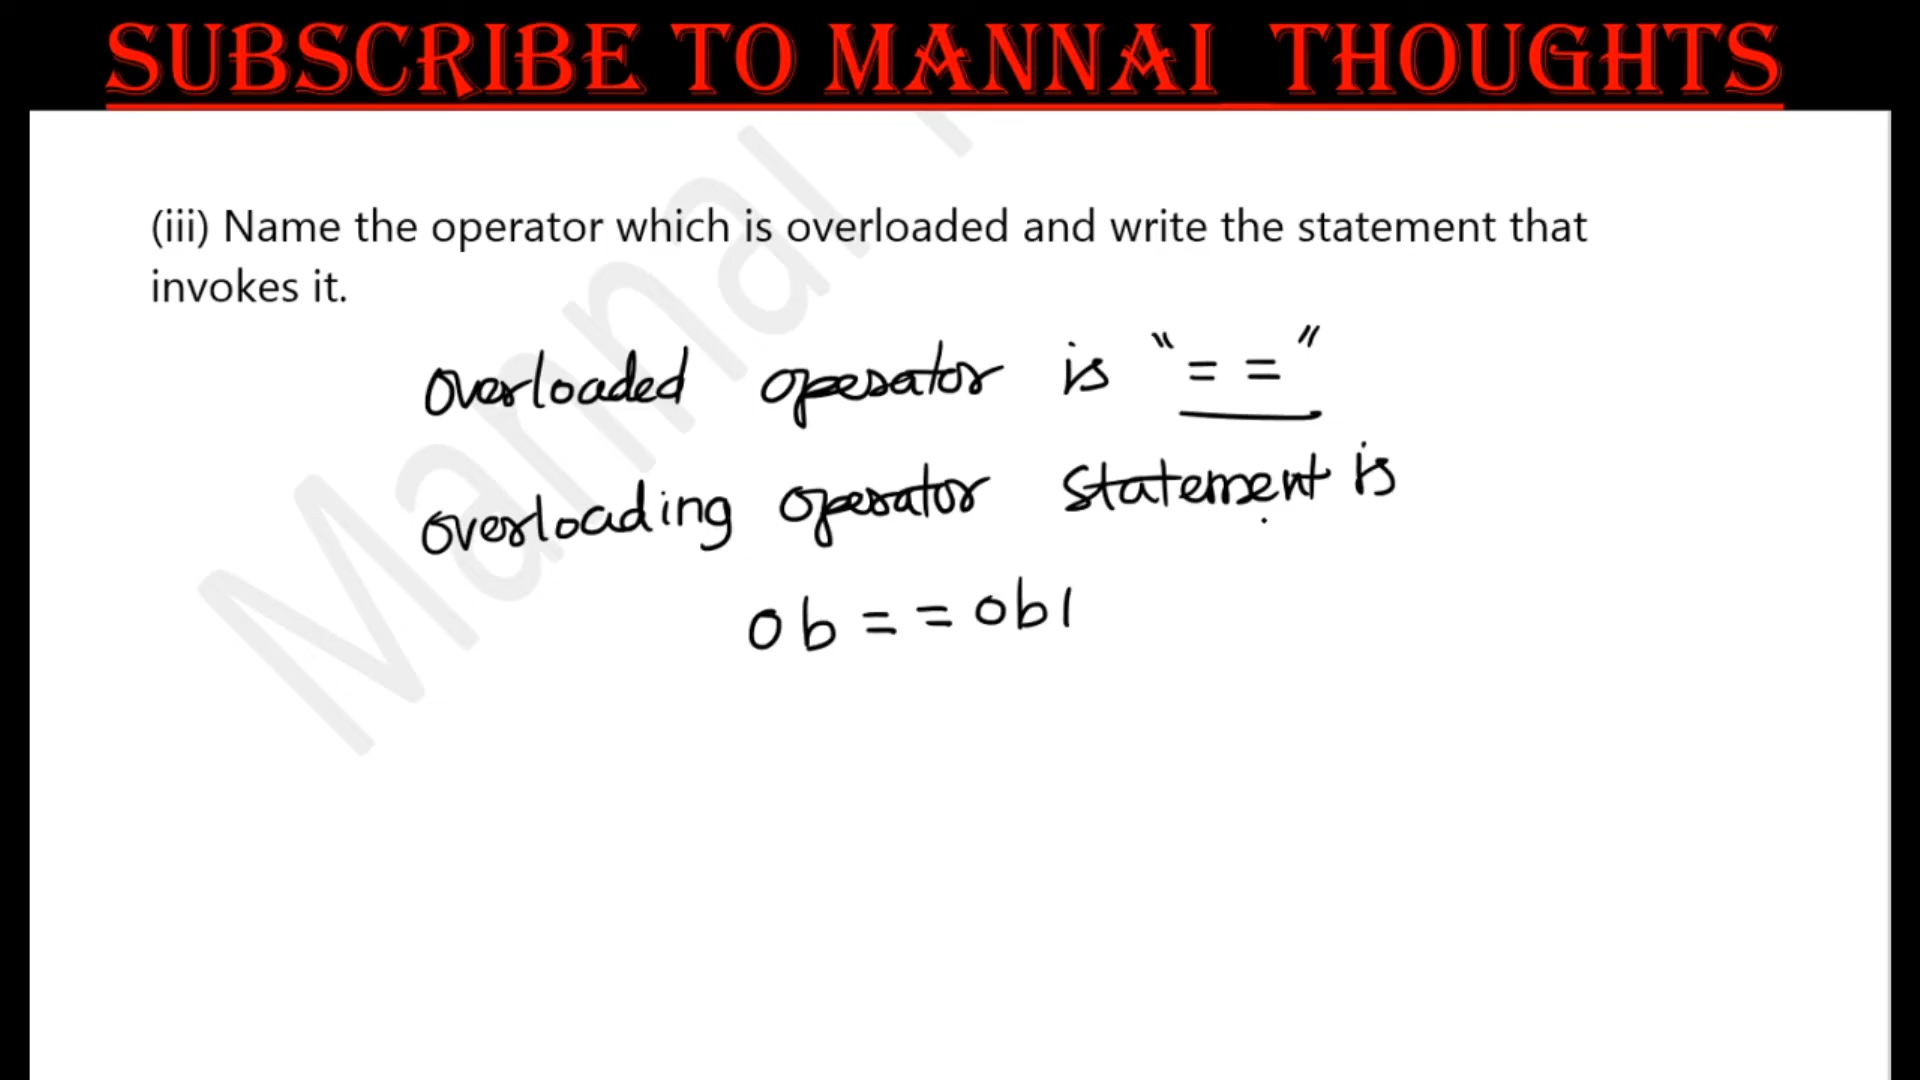 SUBSCRIBE TO MANNAI THOUGHTS
(iii) Name the operator which is overloaded and write the statement that
invokes it.
overloaded operator is "=="
overloading operator statement is
ob == ob1
Mannai